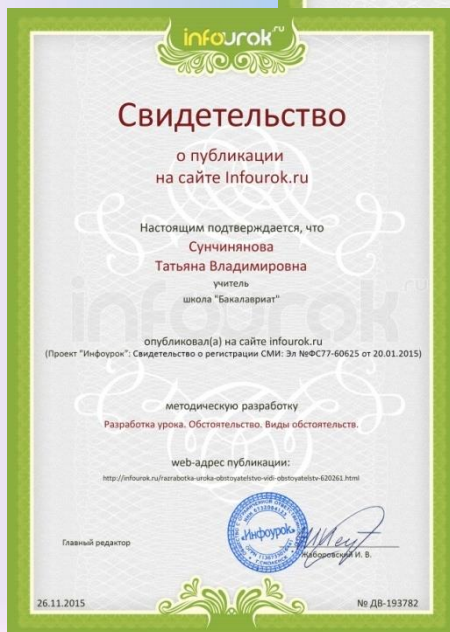 infourok.ru
Свидетельство
о публикации
на сайте Infourok.ru
Настоящим подтверждается, что
Сунчинянова
Татьяна Владимировна
учитель
школа "Бакалавриат"
infourok.ru
опубликовал(а) на сайте infourok.ru
(Проект "Инфоурок": Свидетельство о регистрации СМИ: Эл №ФС77-60625 от 20.01.2015)
методическую разработку
Разработка урока. Обстоятельство. Виды обстоятельств.
web-адрес публикации:
http://infourok.ru/razrabotka-uroka-obstoyatelstvo-vidi-obstoyatelstv-620261.html
«Инфоурок»
Главный редактор
Жаборовский И. В.
26.11.2015
№ ДВ-193782